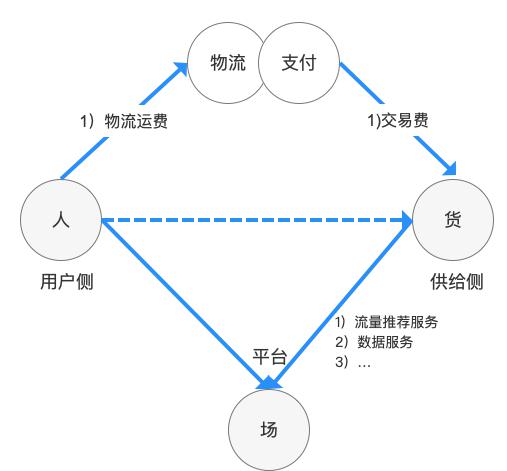 物流
支付
1）物流运费
1)交易费
人
货
用户侧
供给侧
1）流量推荐服务
2）数据服务
3）...
平台
场